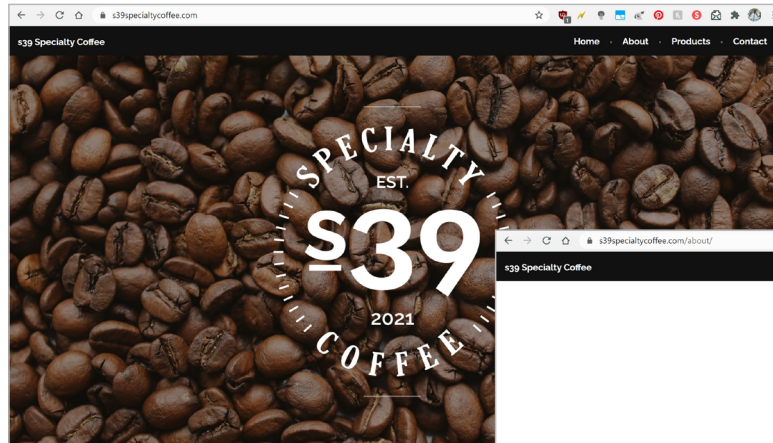 s39specialtycoffee.com
1
s39 Specialty Coffee
Home · About · Products · Contact
SPECIALTY
EST.
s39
2021
COFFEE
s39specialtycoffee.com/about/
s39 Specialty Coffee